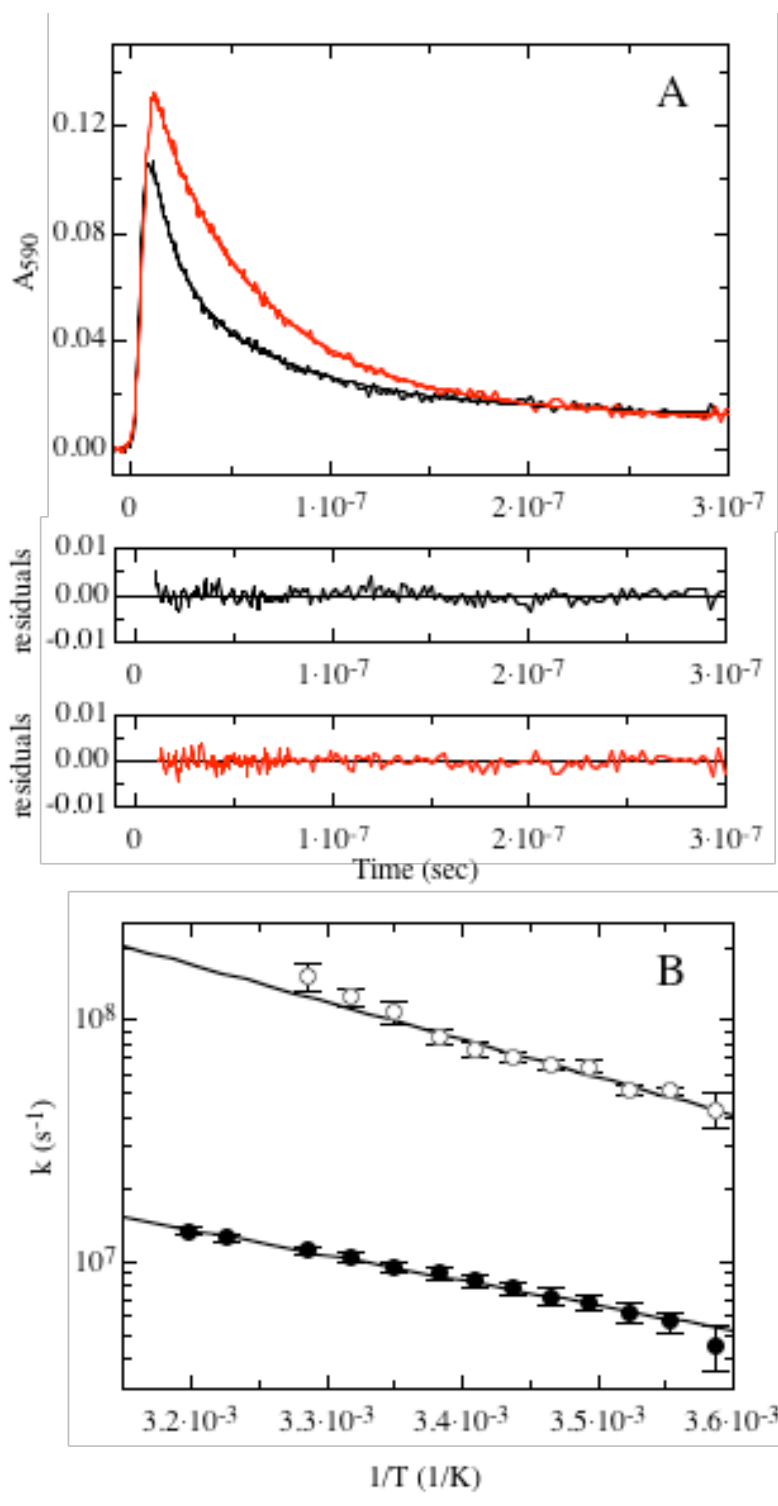 A
A₅₉₀
0.12
0.08
0.04
0.00
0 1·10⁻⁷ 2·10⁻⁷ 3·10⁻⁷
residuals
0.01
0.00
-0.01
0 1·10⁻⁷ 2·10⁻⁷ 3·10⁻⁷
residuals
0.01
0.00
-0.01
0 1·10⁻⁷ 2·10⁻⁷ 3·10⁻⁷
Time (sec)
B
k (s⁻¹)
10⁸
10⁷
3.2·10⁻³ 3.3·10⁻³ 3.4·10⁻³ 3.5·10⁻³ 3.6·10⁻³
1/T (1/K)